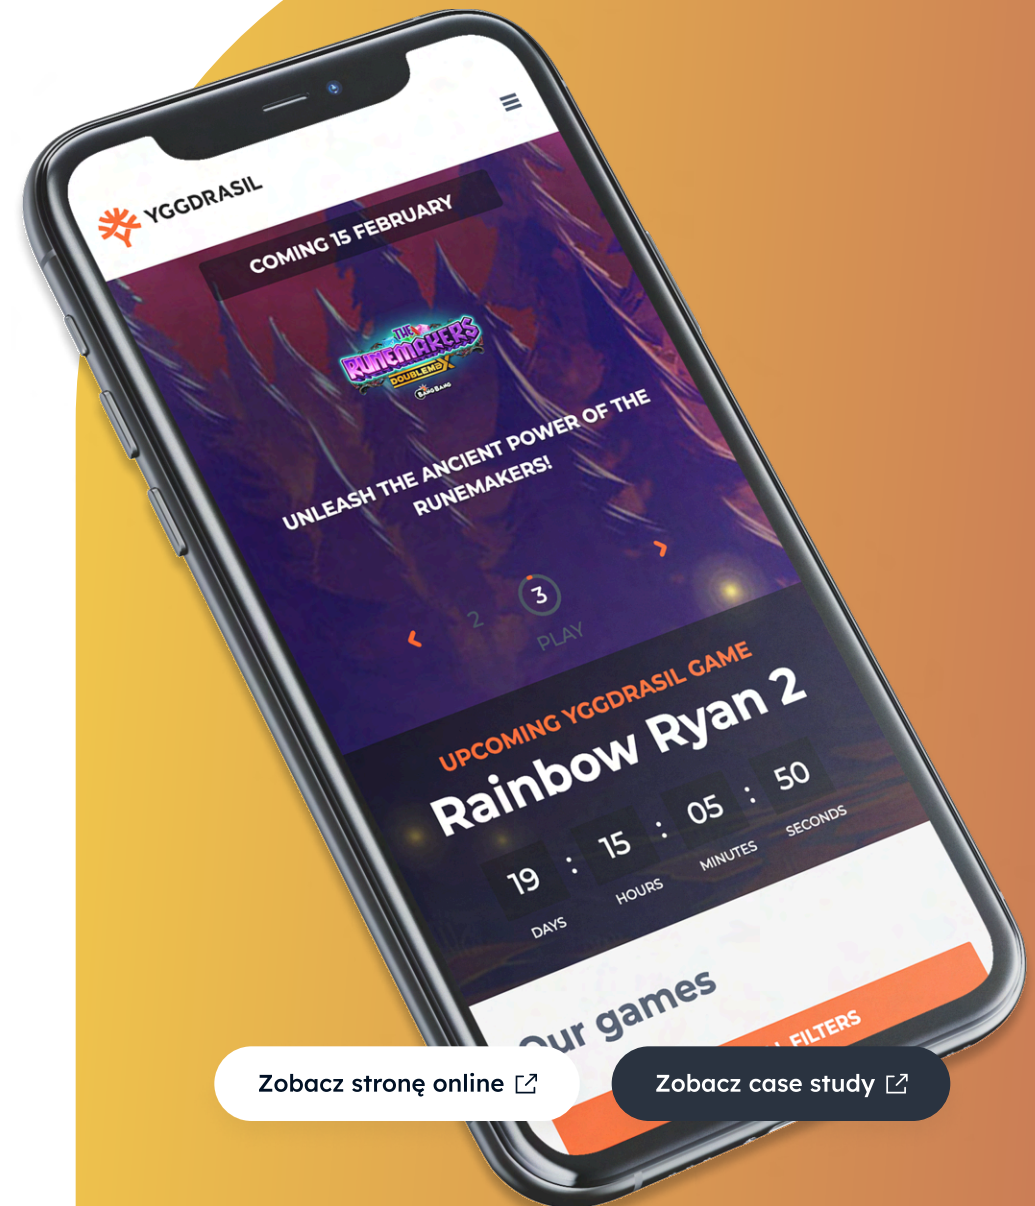 YGGDRASIL
COMING 15 FEBRUARY
THE
RUNEMAKERS
DOUBLEMAX
BANG BANG
UNLEASH THE ANCIENT POWER OF THE
RUNEMAKERS!
2
3
PLAY
UPCOMING YGGDRASIL GAME
Rainbow Ryan 2
19 : 15 : 05 : 50
DAYS HOURS MINUTES SECONDS
Our games
FILTERS
Zobacz stronę online
Zobacz case study